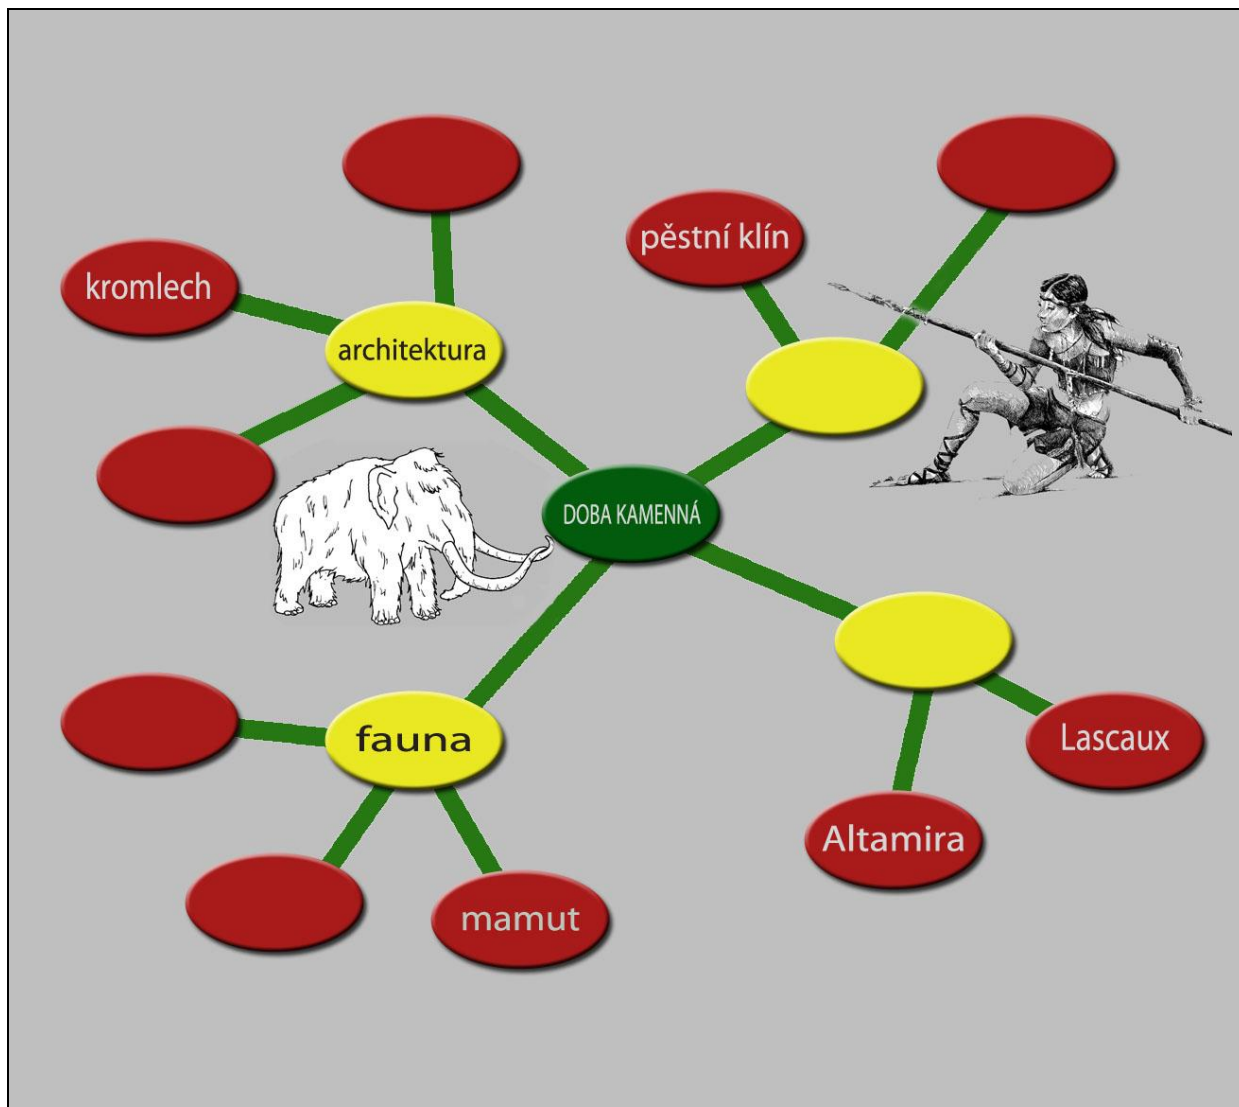 pěstní klín
kromlech
architektura
DOBA KAMENNÁ
fauna
Lascaux
Altamira
mamut